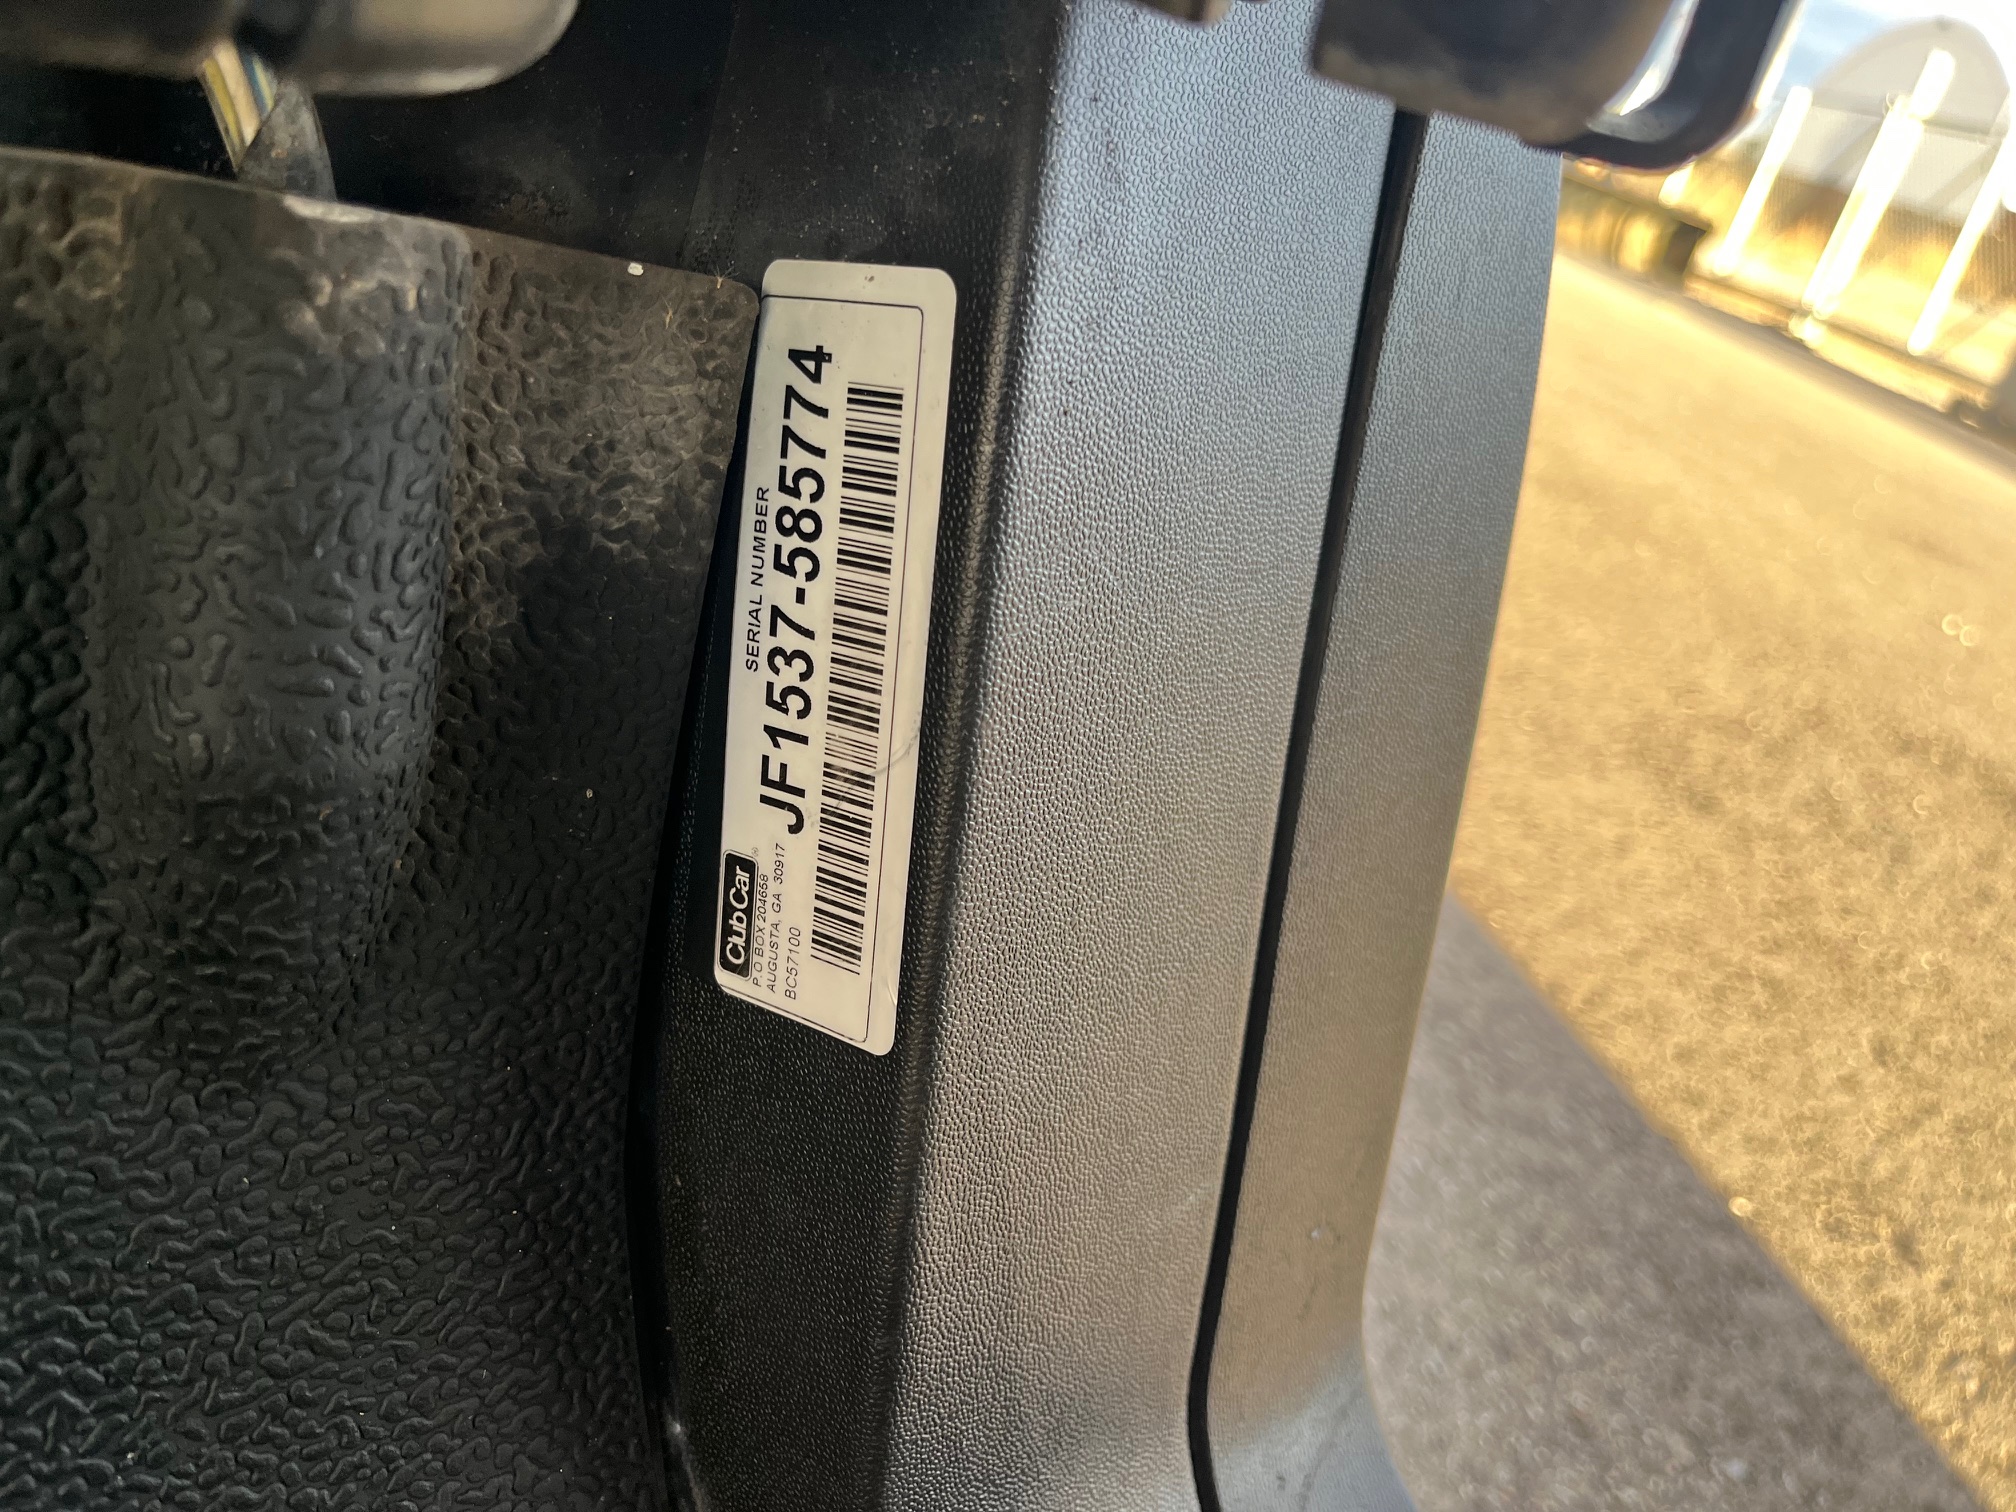 Club Car®
P.O BOX 204658
AUGUSTA, GA 30917
BC57100
SERIAL NUMBER
JF1537-585774